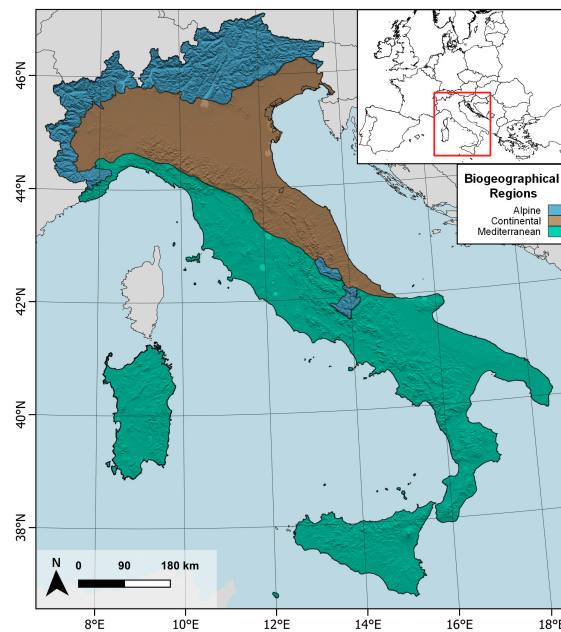 46°N
44°N
42°N
40°N
38°N
Biogeographical
Regions
Alpine
Continental
Mediterranean
N
0 90 180 km
8°E 10°E 12°E 14°E 16°E 18°E